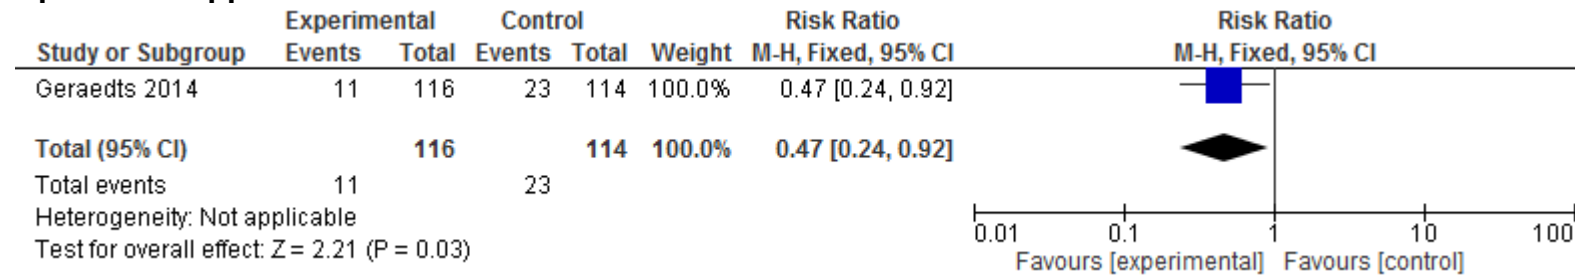 Experimental Control Risk Ratio Risk Ratio
Study or Subgroup Events Total Events Total Weight M-H, Fixed, 95% CI M-H, Fixed, 95% CI
Geraedts 2014 11 116 23 114 100.0% 0.47 [0.24, 0.92]
Total (95% CI) 116 114 100.0% 0.47 [0.24, 0.92]
Total events 11 23
Heterogeneity: Not applicable
Test for overall effect: Z = 2.21 (P = 0.03)
0.01 0.1 1 10 100
Favours [experimental] Favours [control]